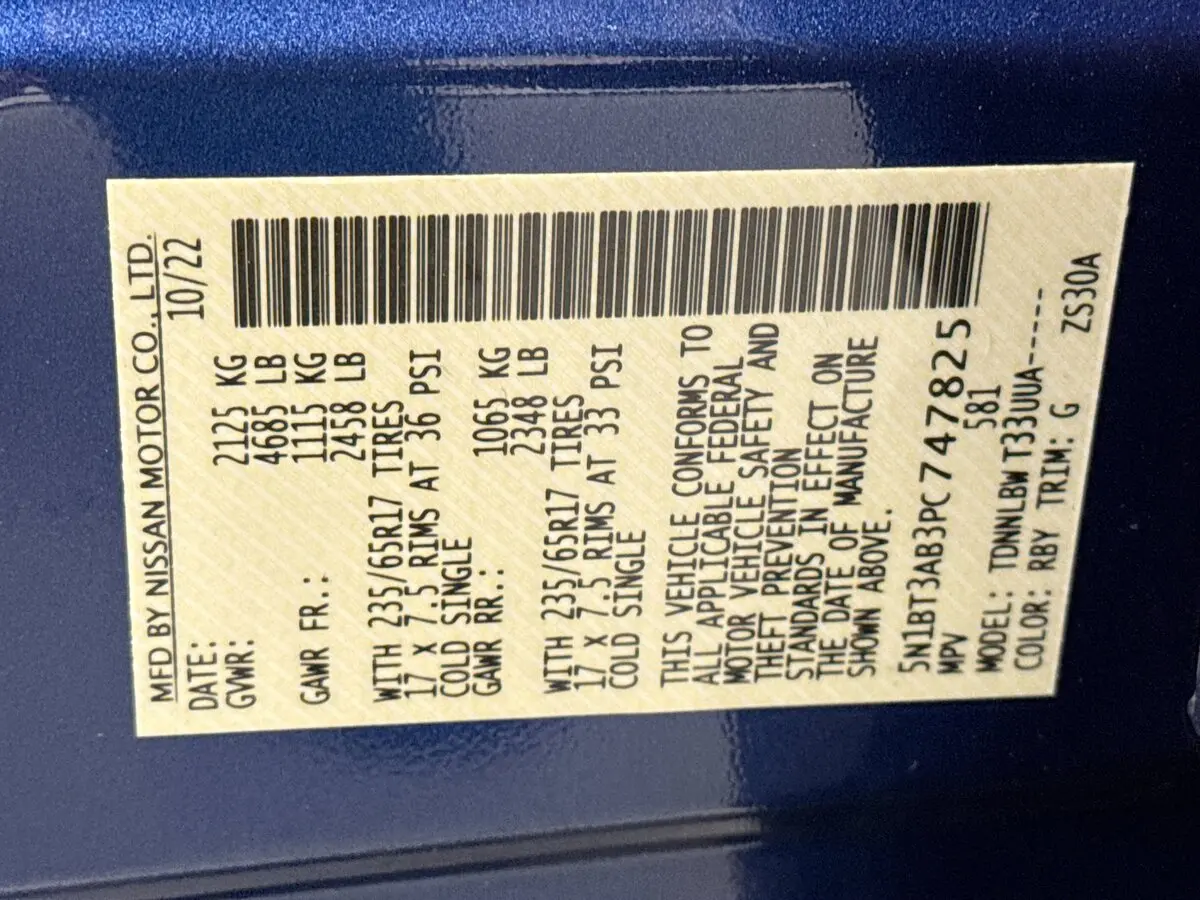 MFD BY NISSAN MOTOR CO., LTD.
DATE: 10/22
GVWR: 2125 KG
4685 LB
GAWR FR.: 1115 KG
2458 LB
WITH 235/65R17 TIRES
17 X 7.5 RIMS AT 36 PSI
COLD SINGLE
GAWR RR.: 1065 KG
2348 LB
WITH 235/65R17 TIRES
17 X 7.5 RIMS AT 33 PSI
COLD SINGLE
THIS VEHICLE CONFORMS TO
ALL APPLICABLE FEDERAL
MOTOR VEHICLE SAFETY AND
THEFT PREVENTION
STANDARDS IN EFFECT ON
THE DATE OF MANUFACTURE
SHOWN ABOVE.
5N1BT3AB3PC747825
MPV 581
MODEL: TDNNLBW T33UUA-----
COLOR: RBY TRIM: G ZS30A